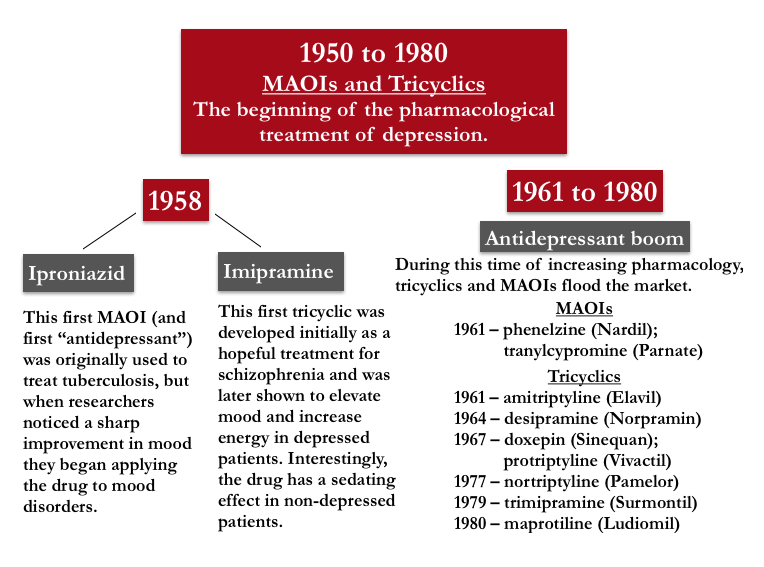 1950 to 1980
MAOIs and Tricyclics
The beginning of the pharmacological
treatment of depression.
1958
Iproniazid
This first MAOI (and
first “antidepressant”)
was originally used to
treat tuberculosis, but
when researchers
noticed a sharp
improvement in mood
they began applying
the drug to mood
disorders.
Imipramine
This first tricyclic was
developed initially as a
hopeful treatment for
schizophrenia and was
later shown to elevate
mood and increase
energy in depressed
patients. Interestingly,
the drug has a sedating
effect in non-depressed
patients.
1961 to 1980
Antidepressant boom
During this time of increasing pharmacology,
tricyclics and MAOIs flood the market.
MAOIs
1961 – phenelzine (Nardil);
tranylcypromine (Parnate)
Tricyclics
1961 – amitriptyline (Elavil)
1964 – desipramine (Norpramin)
1967 – doxepin (Sinequan);
protriptyline (Vivactil)
1977 – nortriptyline (Pamelor)
1979 – trimipramine (Surmontil)
1980 – maprotiline (Ludiomil)